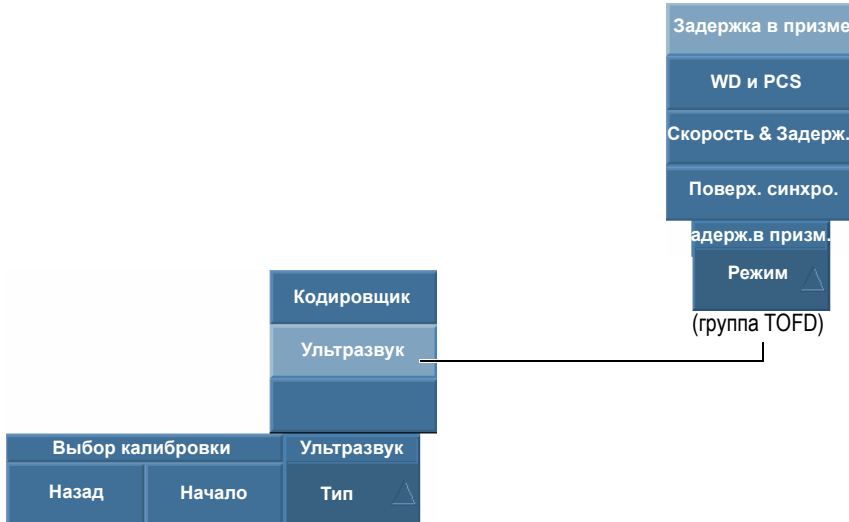 Задержка в призме
WD и PCS
Скорость & Задерж.
Поверх. синхро.
адерж.в призм.
Режим
(группа TOFD)
Кодировщик
Ультразвук
Выбор калибровки
Ультразвук
Назад
Начало
Тип